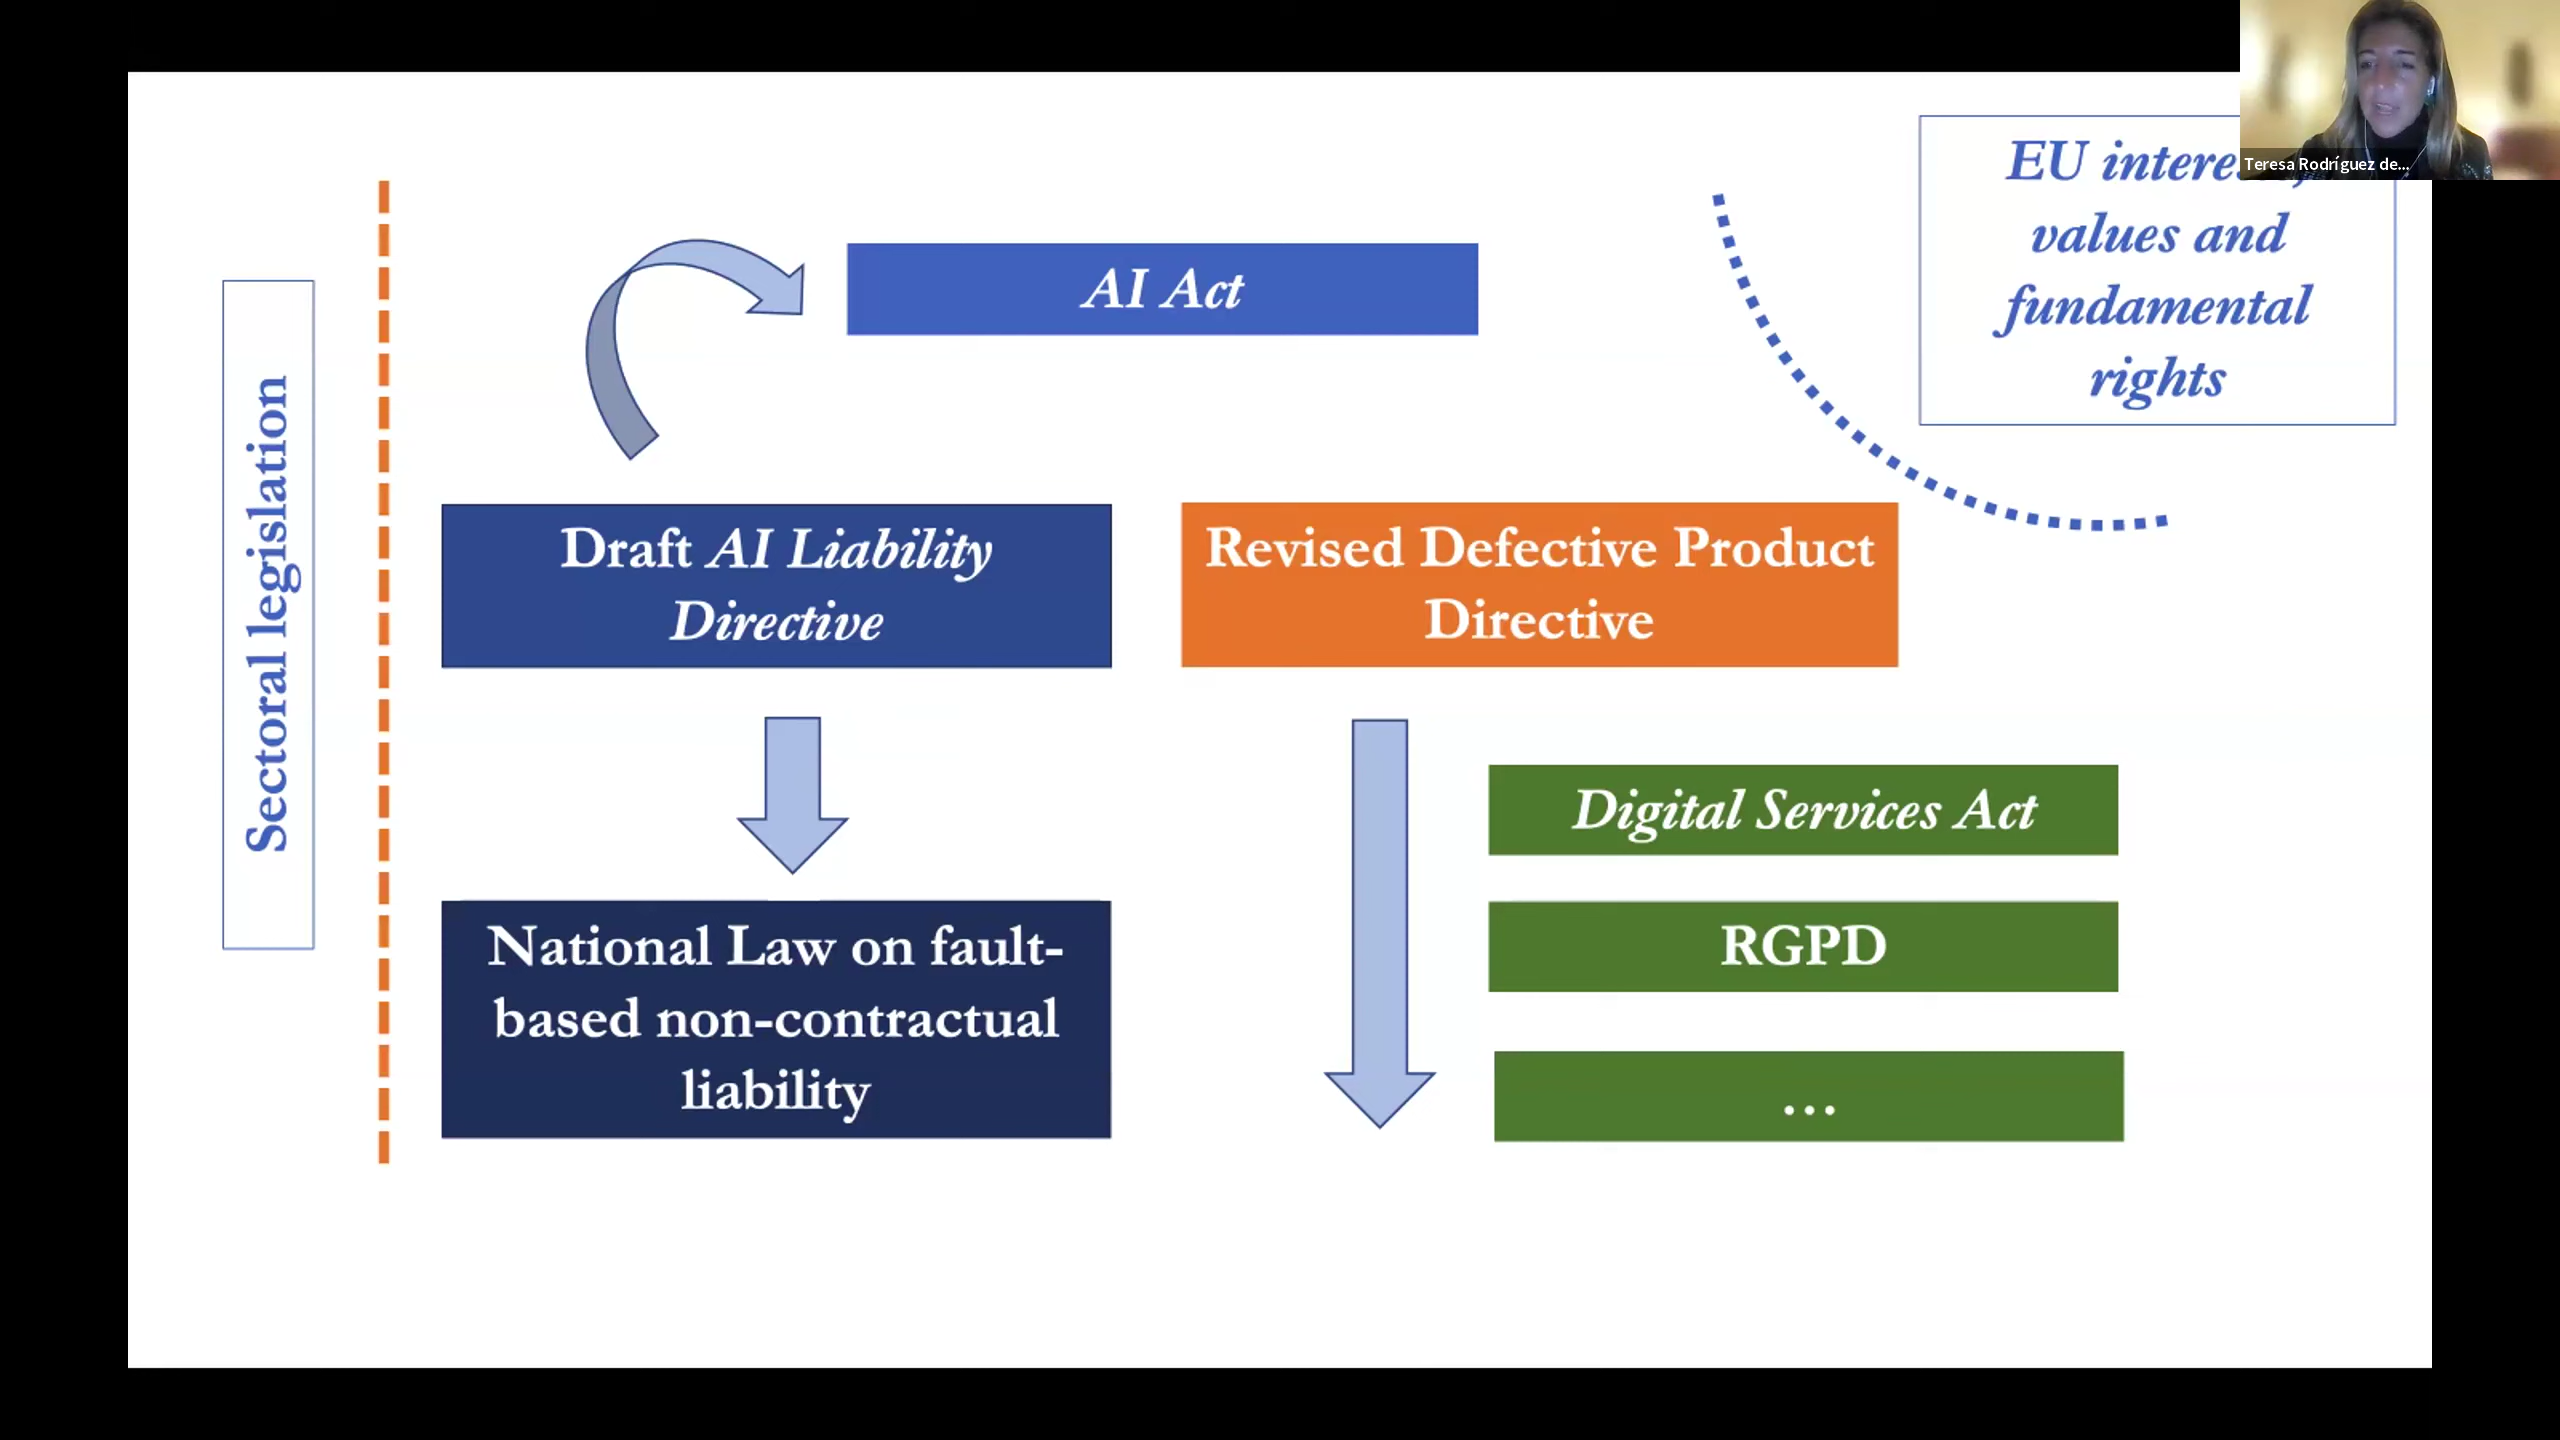 Teresa Rodríguez de...
EU
values and
fundamental
rights
AI Act
Sectoral legislation
Draft AI Liability
Directive
Revised Defective Product
Directive
Digital Services Act
National Law on fault-
based non-contractual
liability
RGPD
...